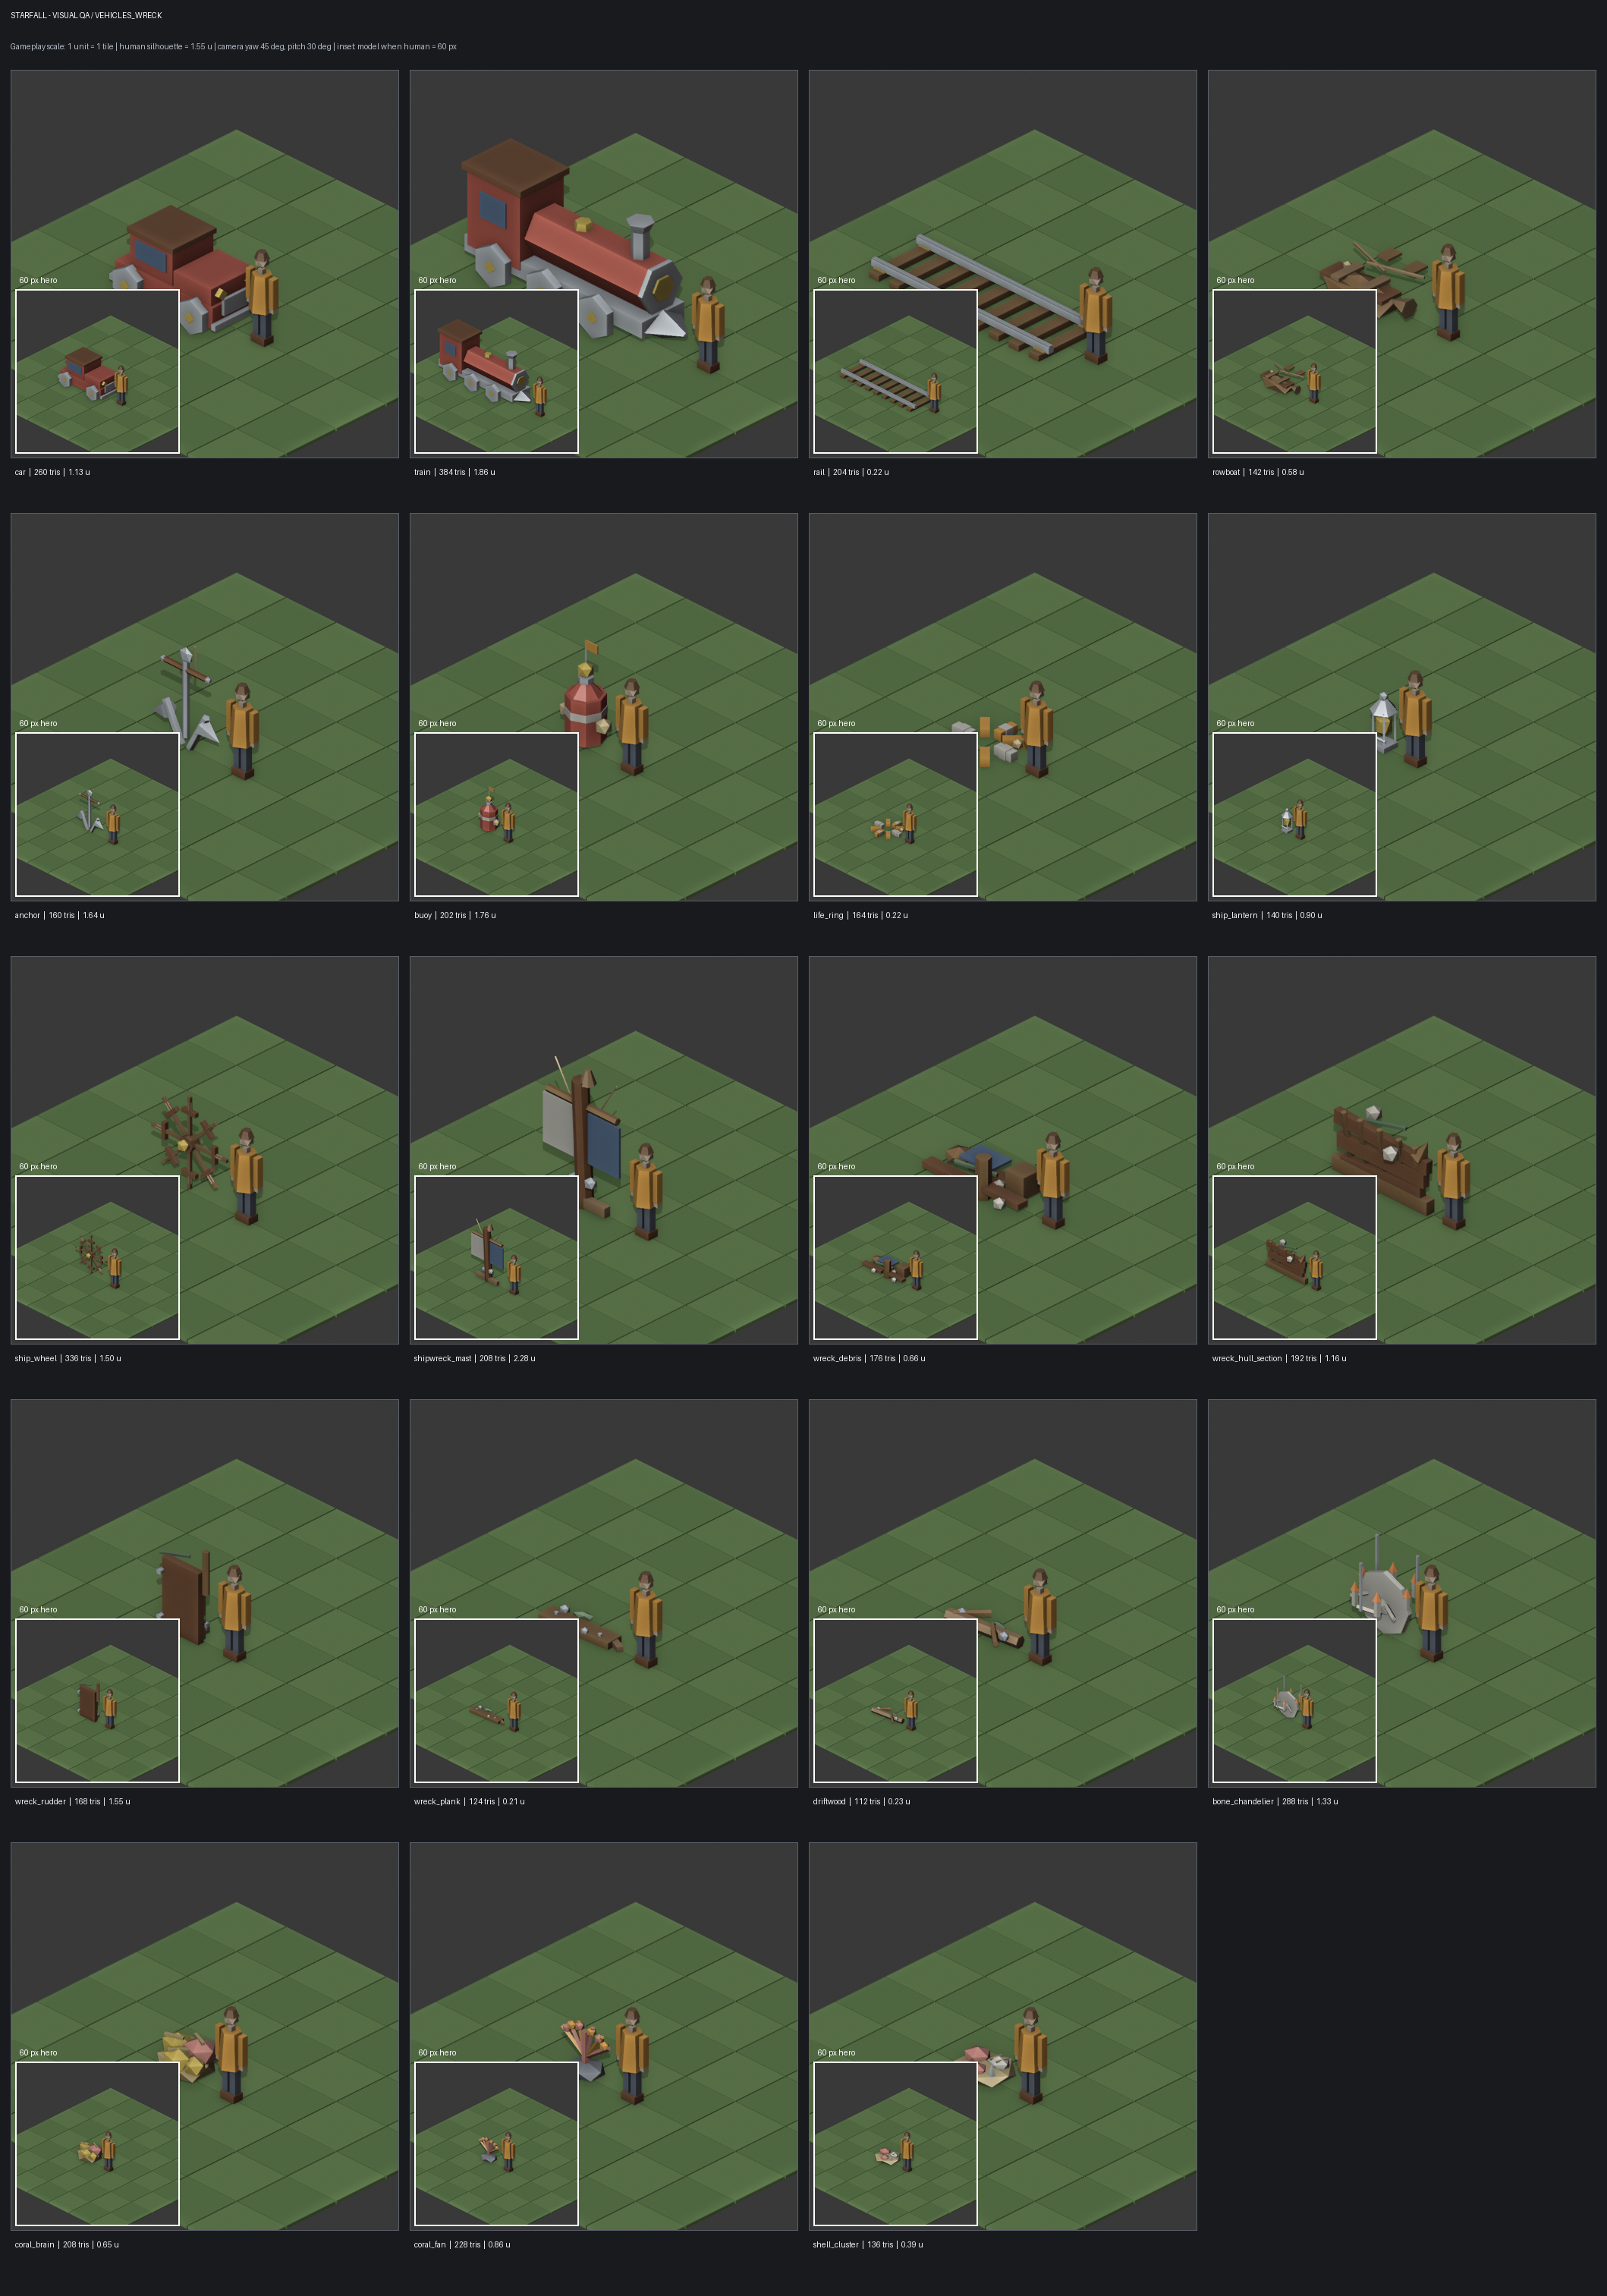 STARFALL - VISUAL QA / VEHICLES_WRECK
Gameplay scale: 1 unit = 1 tile | human silhouette = 1.55 u | camera yaw 45 deg, pitch 30 deg | inset: model when human = 60 px
60 px hero
60 px hero
60 px hero
60 px hero
car | 260 tris | 1.13 u
train | 384 tris | 1.86 u
rail | 204 tris | 0.22 u
rowboat | 142 tris | 0.58 u
60 px hero
60 px hero
60 px hero
60 px hero
anchor | 160 tris | 1.64 u
buoy | 202 tris | 1.76 u
life_ring | 164 tris | 0.22 u
ship_lantern | 140 tris | 0.90 u
60 px hero
60 px hero
60 px hero
60 px hero
ship_wheel | 336 tris | 1.50 u
shipwreck_mast | 208 tris | 2.28 u
wreck_debris | 176 tris | 0.66 u
wreck_hull_section | 192 tris | 1.16 u
60 px hero
60 px hero
60 px hero
60 px hero
wreck_rudder | 168 tris | 1.55 u
wreck_plank | 124 tris | 0.21 u
driftwood | 112 tris | 0.23 u
bone_chandelier | 288 tris | 1.33 u
60 px hero
60 px hero
60 px hero
coral_brain | 208 tris | 0.65 u
coral_fan | 228 tris | 0.86 u
shell_cluster | 136 tris | 0.39 u